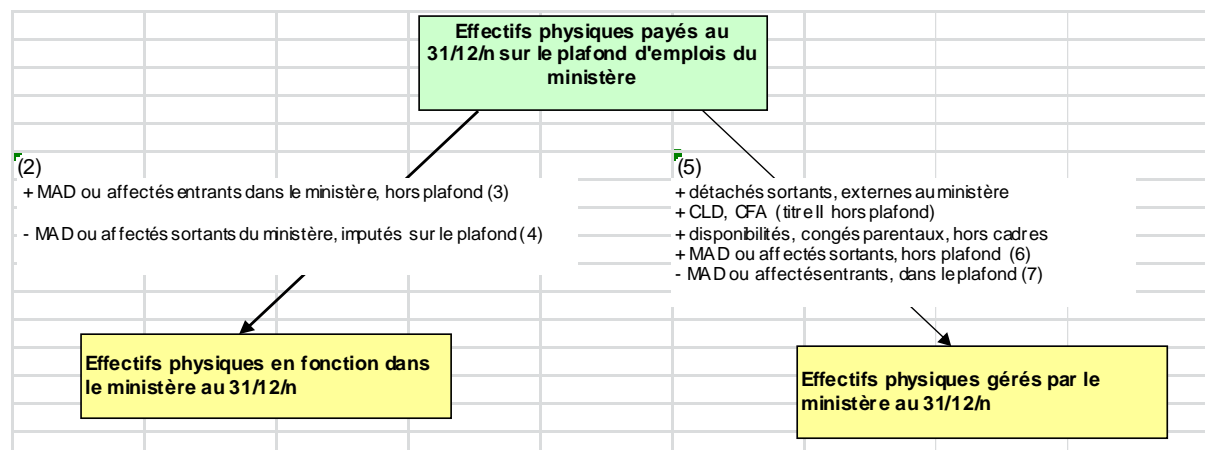 Effectifs physiques payés au
31/12/n sur le plafond d'emplois du
ministère
(2)
+ MAD ou affectés entrants dans le ministère, hors plafond (3)
- MAD ou affectés sortants du ministère, imputés sur le plafond (4)
(5)
+ détachés sortants, externes au ministère
+ CLD, CFA (titre II hors plafond)
+ disponibilités, congés parentaux, hors cadres
+ MAD ou affectés sortants, hors plafond (6)
- MAD ou affectés entrants, dans le plafond (7)
Effectifs physiques en fonction dans
le ministère au 31/12/n
Effectifs physiques gérés par le
ministère au 31/12/n